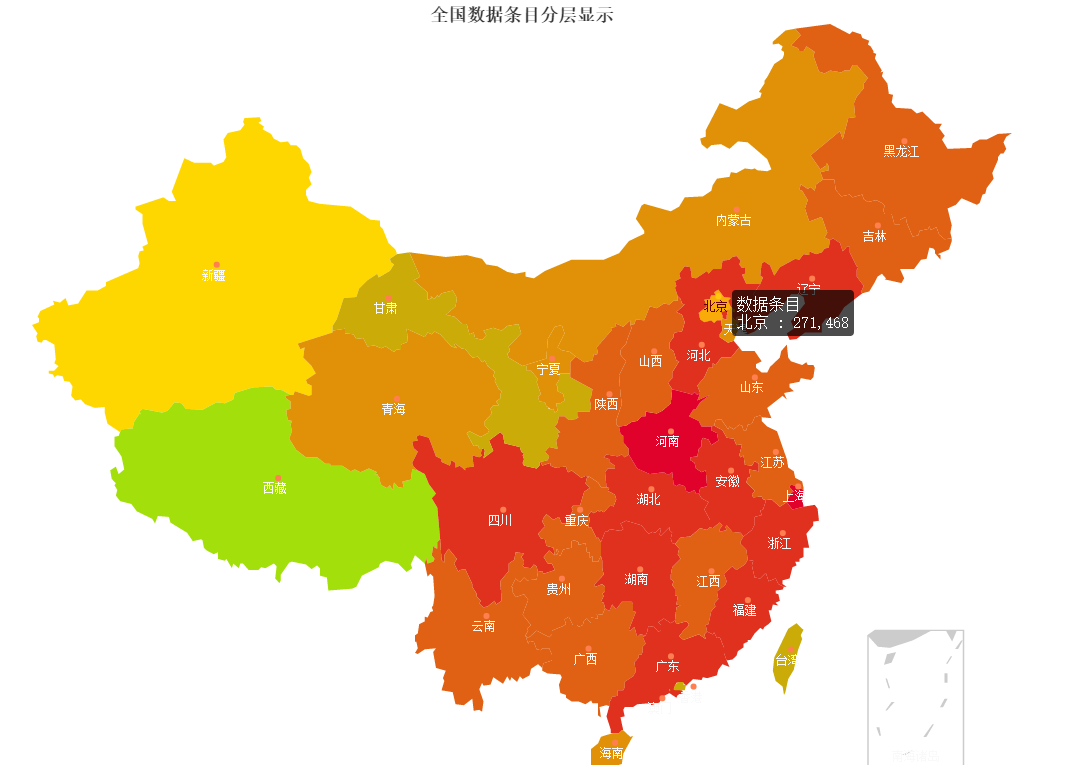 全国数据条目分层显示
黑龙江
内蒙古
吉林
新疆
辽宁
数据条目
北京 : 271,468
北京
甘肃
天
河北
山西
宁夏
山东
陕西
青海
河南
江苏
安徽
西藏
上海
湖北
四川
重庆
浙江
湖南
江西
贵州
福建
云南
广西
台湾
广东
海南